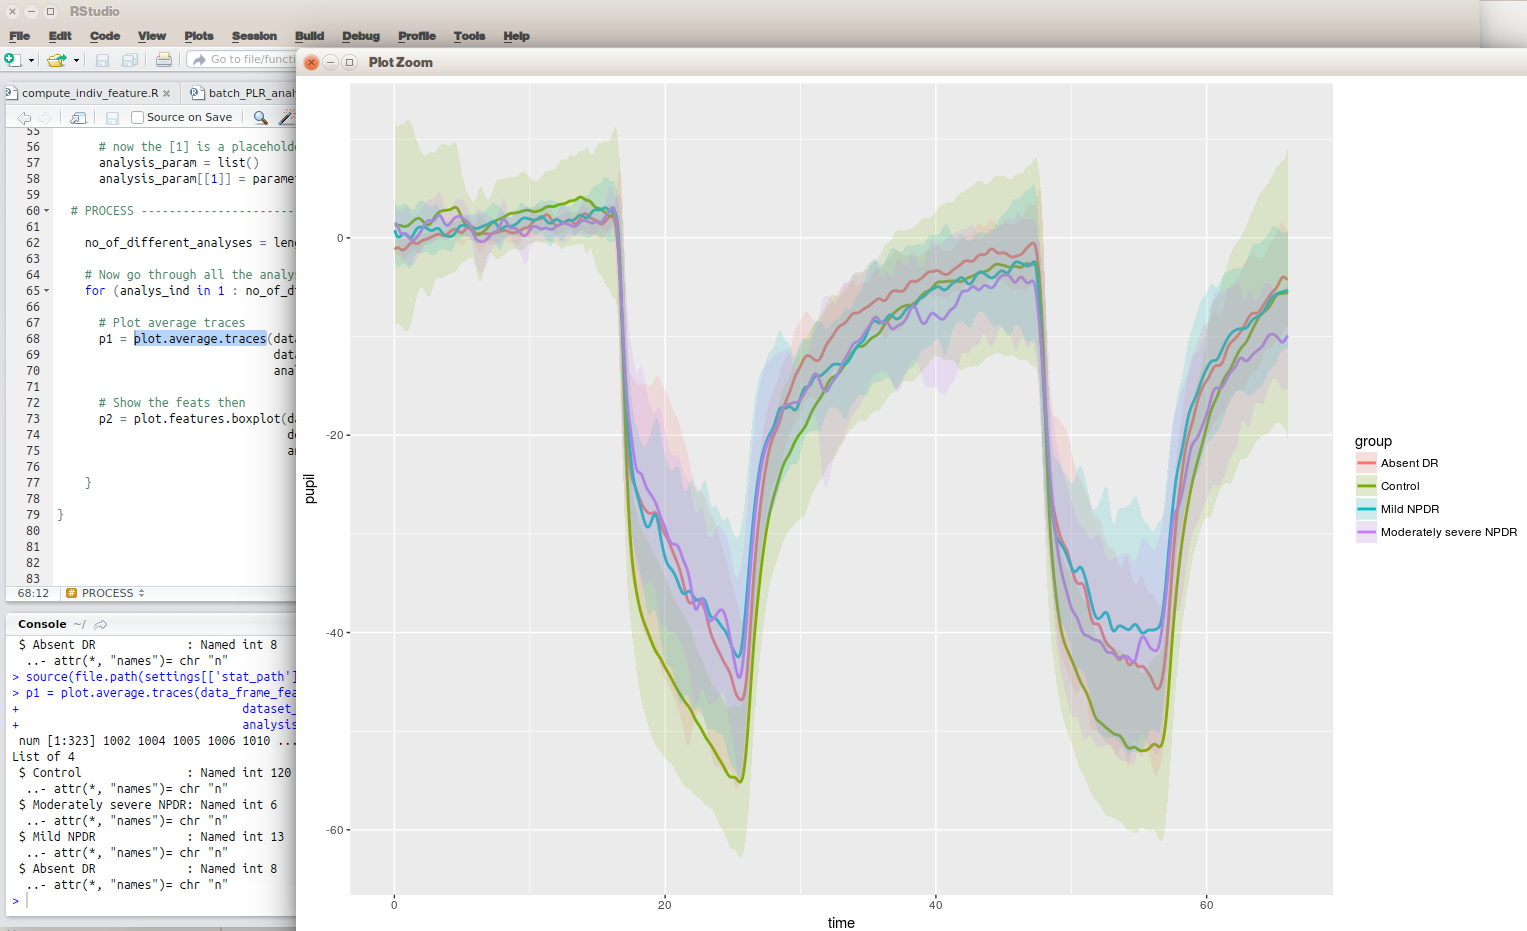 RStudio
File Edit Code View Plots Session Build Debug Profile Tools Help
Go to file/functi
Plot Zoom
compute_indiv_feature.R
batch_PLR_anal
Source on Save
55
56 # now the [1] is a placehold
57 analysis_param = list()
58 analysis_param[[1]] = parame
59
60 # PROCESS ----------------------
61
62 no_of_different_analyses = leng
63
64 # Now go through all the analys
65 for (analys_ind in 1 : no_of_di
66
67 # Plot average traces
68 p1 = plot.average.traces(data
69 data
70 anal
71
72 # Show the feats then
73 p2 = plot.features.boxplot(da
74 de
75 an
76
77 }
78
79 }
80
81
82
83
68:12 # PROCESS
Console ~/
$ Absent DR : Named int 8
..- attr(*, "names")= chr "n"
> source(file.path(settings[['stat_path']
> p1 = plot.average.traces(data_frame_fea
+ dataset_
+ analysis
num [1:323] 1002 1004 1005 1006 1010 ...
List of 4
$ Control : Named int 120
..- attr(*, "names")= chr "n"
$ Moderately severe NPDR: Named int 6
..- attr(*, "names")= chr "n"
$ Mild NPDR : Named int 13
..- attr(*, "names")= chr "n"
$ Absent DR : Named int 8
..- attr(*, "names")= chr "n"
>
0
-20
-40
-60
pupil
0 20 40 60
time
group
Absent DR
Control
Mild NPDR
Moderately severe NPDR